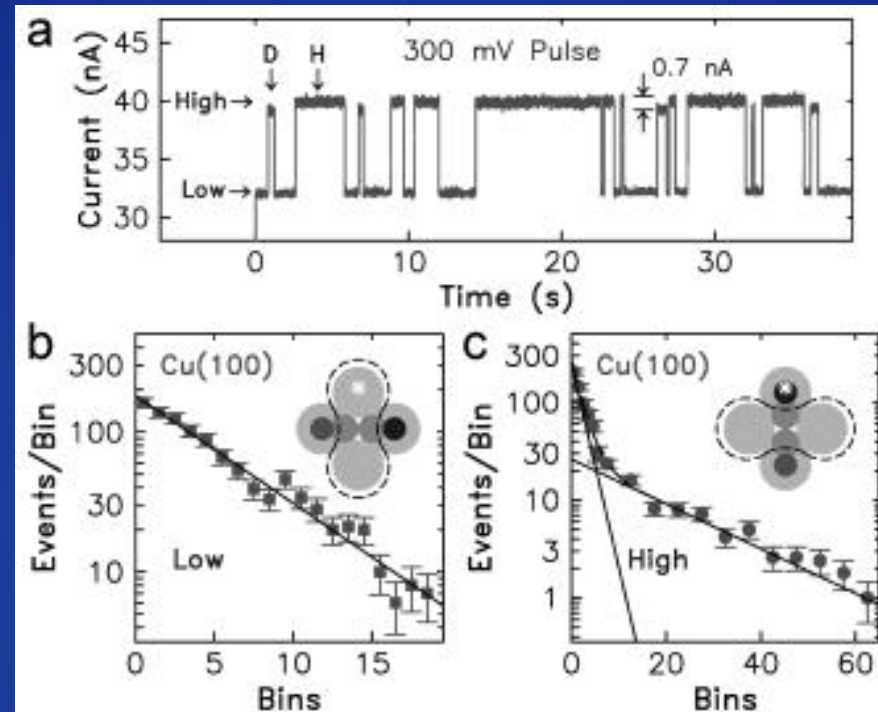 a
45
40
35
30
Current (nA)
D H
300 mV Pulse
0.7 nA
High→
Low→
0 10 20 30
Time (s)
b
300
100
30
10
Events/Bin
Cu(100)
Low
0 5 10 15
Bins
c
300
100
30
10
3
1
Events/Bin
Cu(100)
High
0 20 40 60
Bins